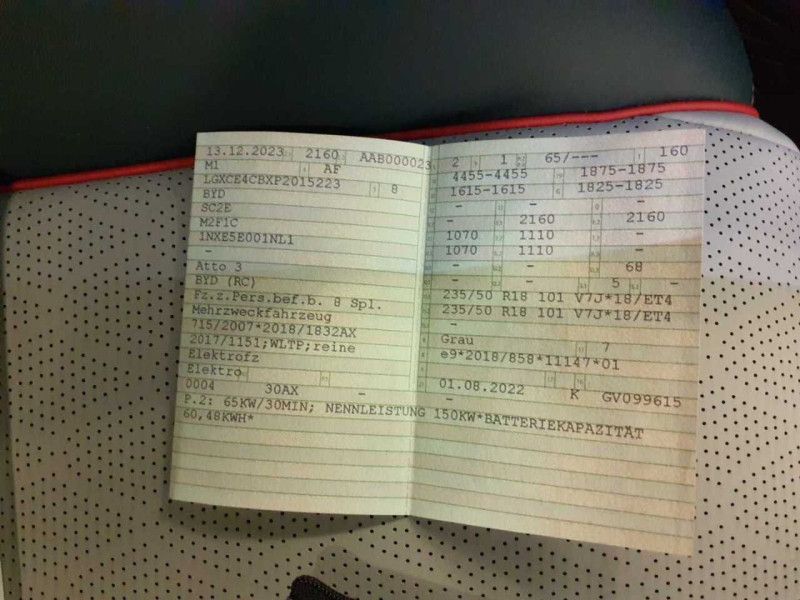 13.12.2023 2160 AAB000023
M1 AF
LGXCE4CBXP2015223 8
BYD
SC2E
M2F1C
1NXE5E001NL1
-
Atto 3
BYD (RC)
Fz.z.Pers.bef.b. 8 Spl.
Mehrzweckfahrzeug
715/2007*2018/1832AX
2017/1151;WLTP;reine
Elektrofz
Elektro
0004 30AX -
P.2: 65KW/30MIN; NENNLEISTUNG 150KW*BATTERIEKAPAZITÄT
60,48KWH*
2 1 65/--- 160
4455-4455 1875-1875
1615-1615 1825-1825
- - -
- 2160 2160
1070 1110 -
1070 1110 -
- - 68
- - 5 -
235/50 R18 101 V7J*18/ET4
235/50 R18 101 V7J*18/ET4
-
Grau 7
e9*2018/858*11147*01
01.08.2022 K GV099615
-